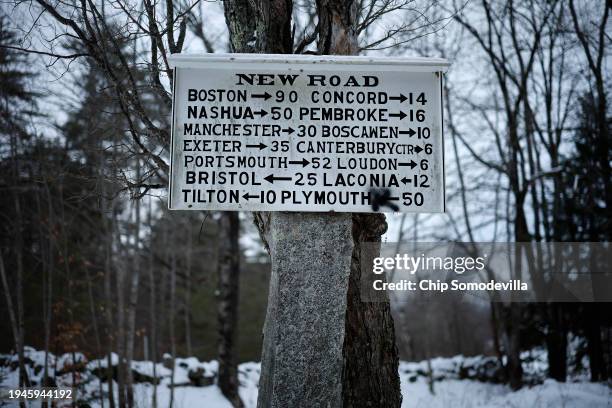 NEW ROAD
BOSTON → 90 CONCORD → 14
NASHUA → 50 PEMBROKE → 16
MANCHESTER → 30 BOSCAWEN → 10
EXETER → 35 CANTERBURY CTR → 6
PORTSMOUTH → 52 LOUDON → 6
BRISTOL ← 25 LACONIA ← 12
TILTON ← 10 PLYMOUTH ← 50
gettyimages
Credit: Chip Somodevilla
1945944192